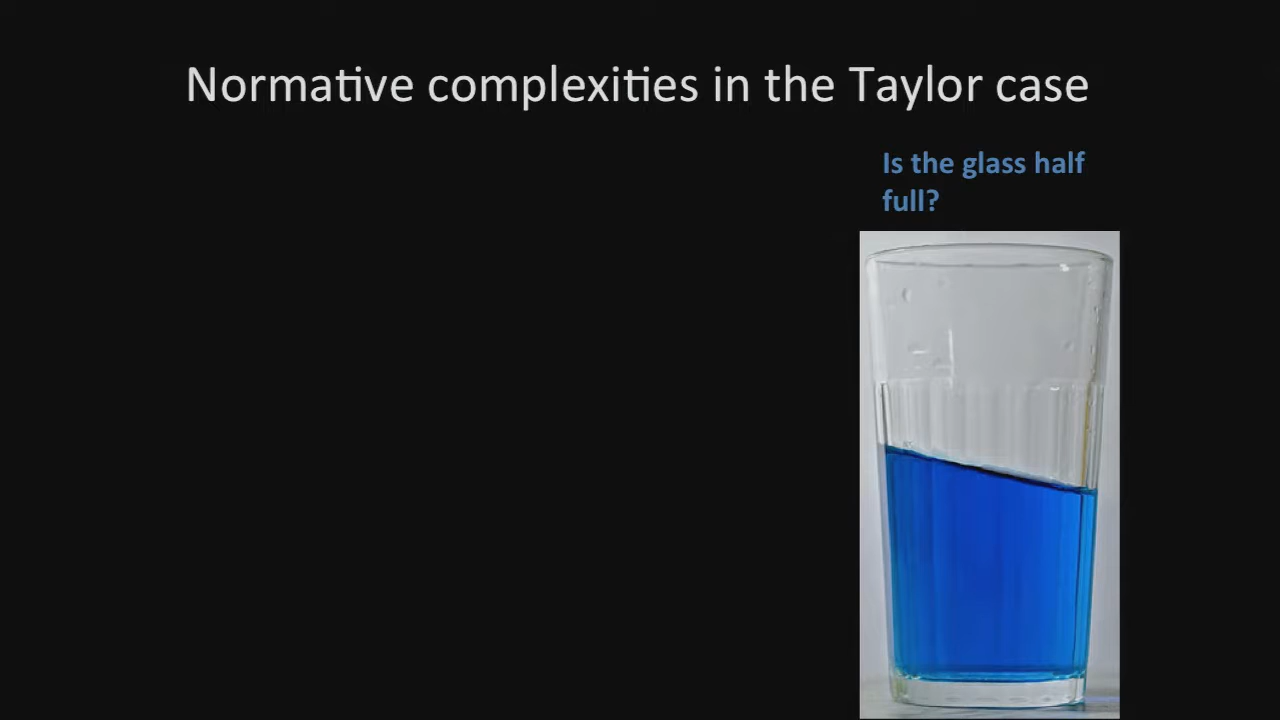 Normative complexities in the Taylor case
Is the glass half
full?